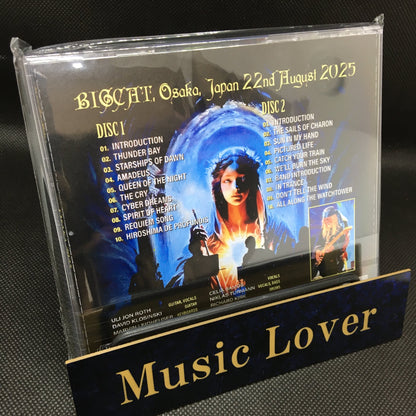 BIGCAT, Osaka, Japan 22nd August 2025
DISC 1
01. INTRODUCTION
02. THUNDER BAY
03. STARSHIPS OF DAWN
04. AMADEUS
05. QUEEN OF THE NIGHT
06. THE CRY
07. CYBER DREAMS
08. SPIRIT OF HEART
09. REQUIEM SONG
10. HIROSHIMA DE PROFUNDIS
DISC 2
01. INTRODUCTION
02. THE SAILS OF CHARON
03. SUN IN MY HAND
04. PICTURED LIFE
05. CATCH YOUR TRAIN
06. WE'LL BURN THE SKY
BAND INTRODUCTION
IN TRANCE
DON'T TELL THE WIND
10. ALL ALONG THE WATCHTOWER
ULI JON ROTH GUITAR, VOCALS
DAVID KLOSINSKI GUITAR
KEYBOARDS
VOCALS
NIKLAS VOCALS, BASS
RICHARD DRUMS
Music Lover